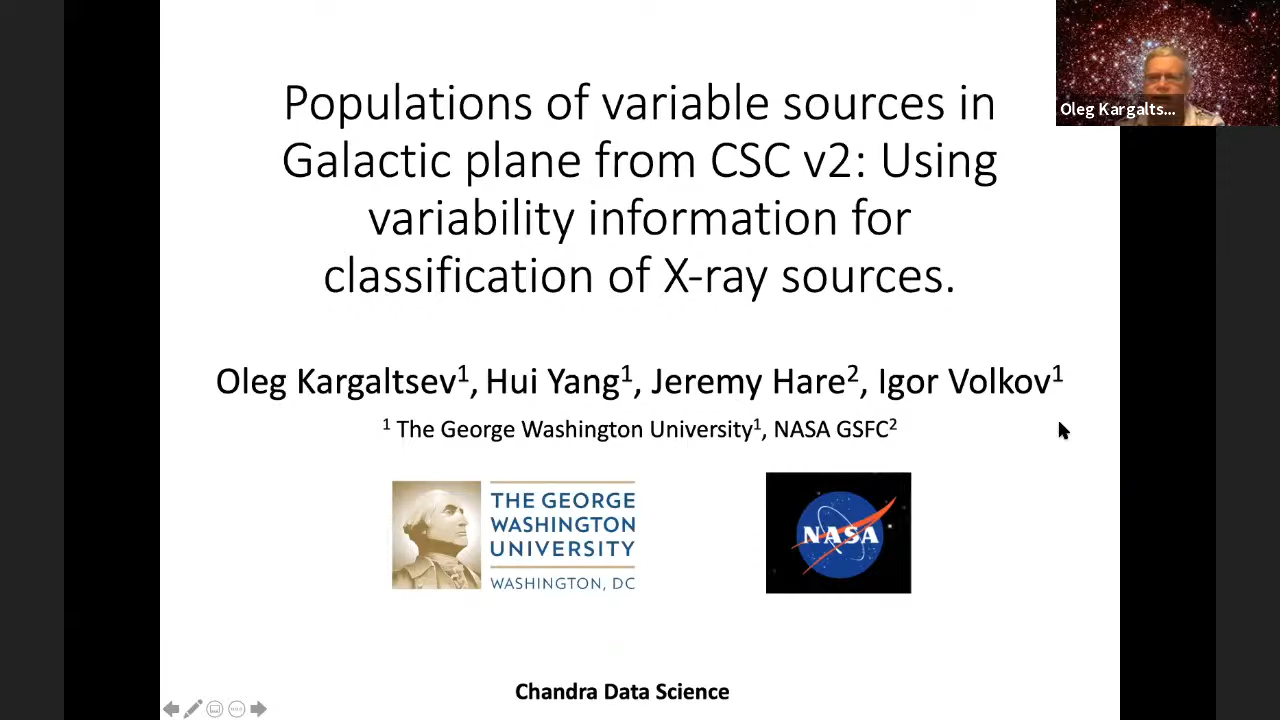 Populations of variable sources in
Galactic plane from CSC v2: Using
variability information for
classification of X-ray sources.
Oleg Kargalts...
Oleg Kargaltsev1, Hui Yang1, Jeremy Hare2, Igor Volkov1
1 The George Washington University1, NASA GSFC2
THE GEORGE
WASHINGTON
UNIVERSITY
WASHINGTON, DC
NASA
Chandra Data Science